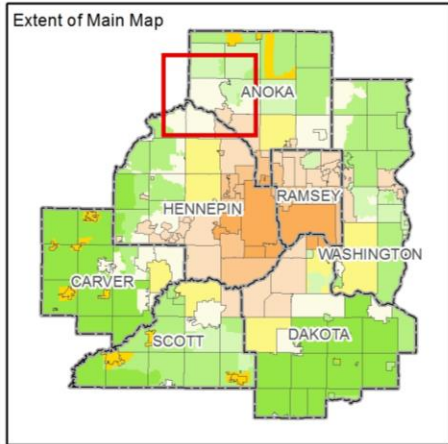 Extent of Main Map
ANOKA
HENNEPIN
RAMSEY
WASHINGTON
CARVER
SCOTT
DAKOTA